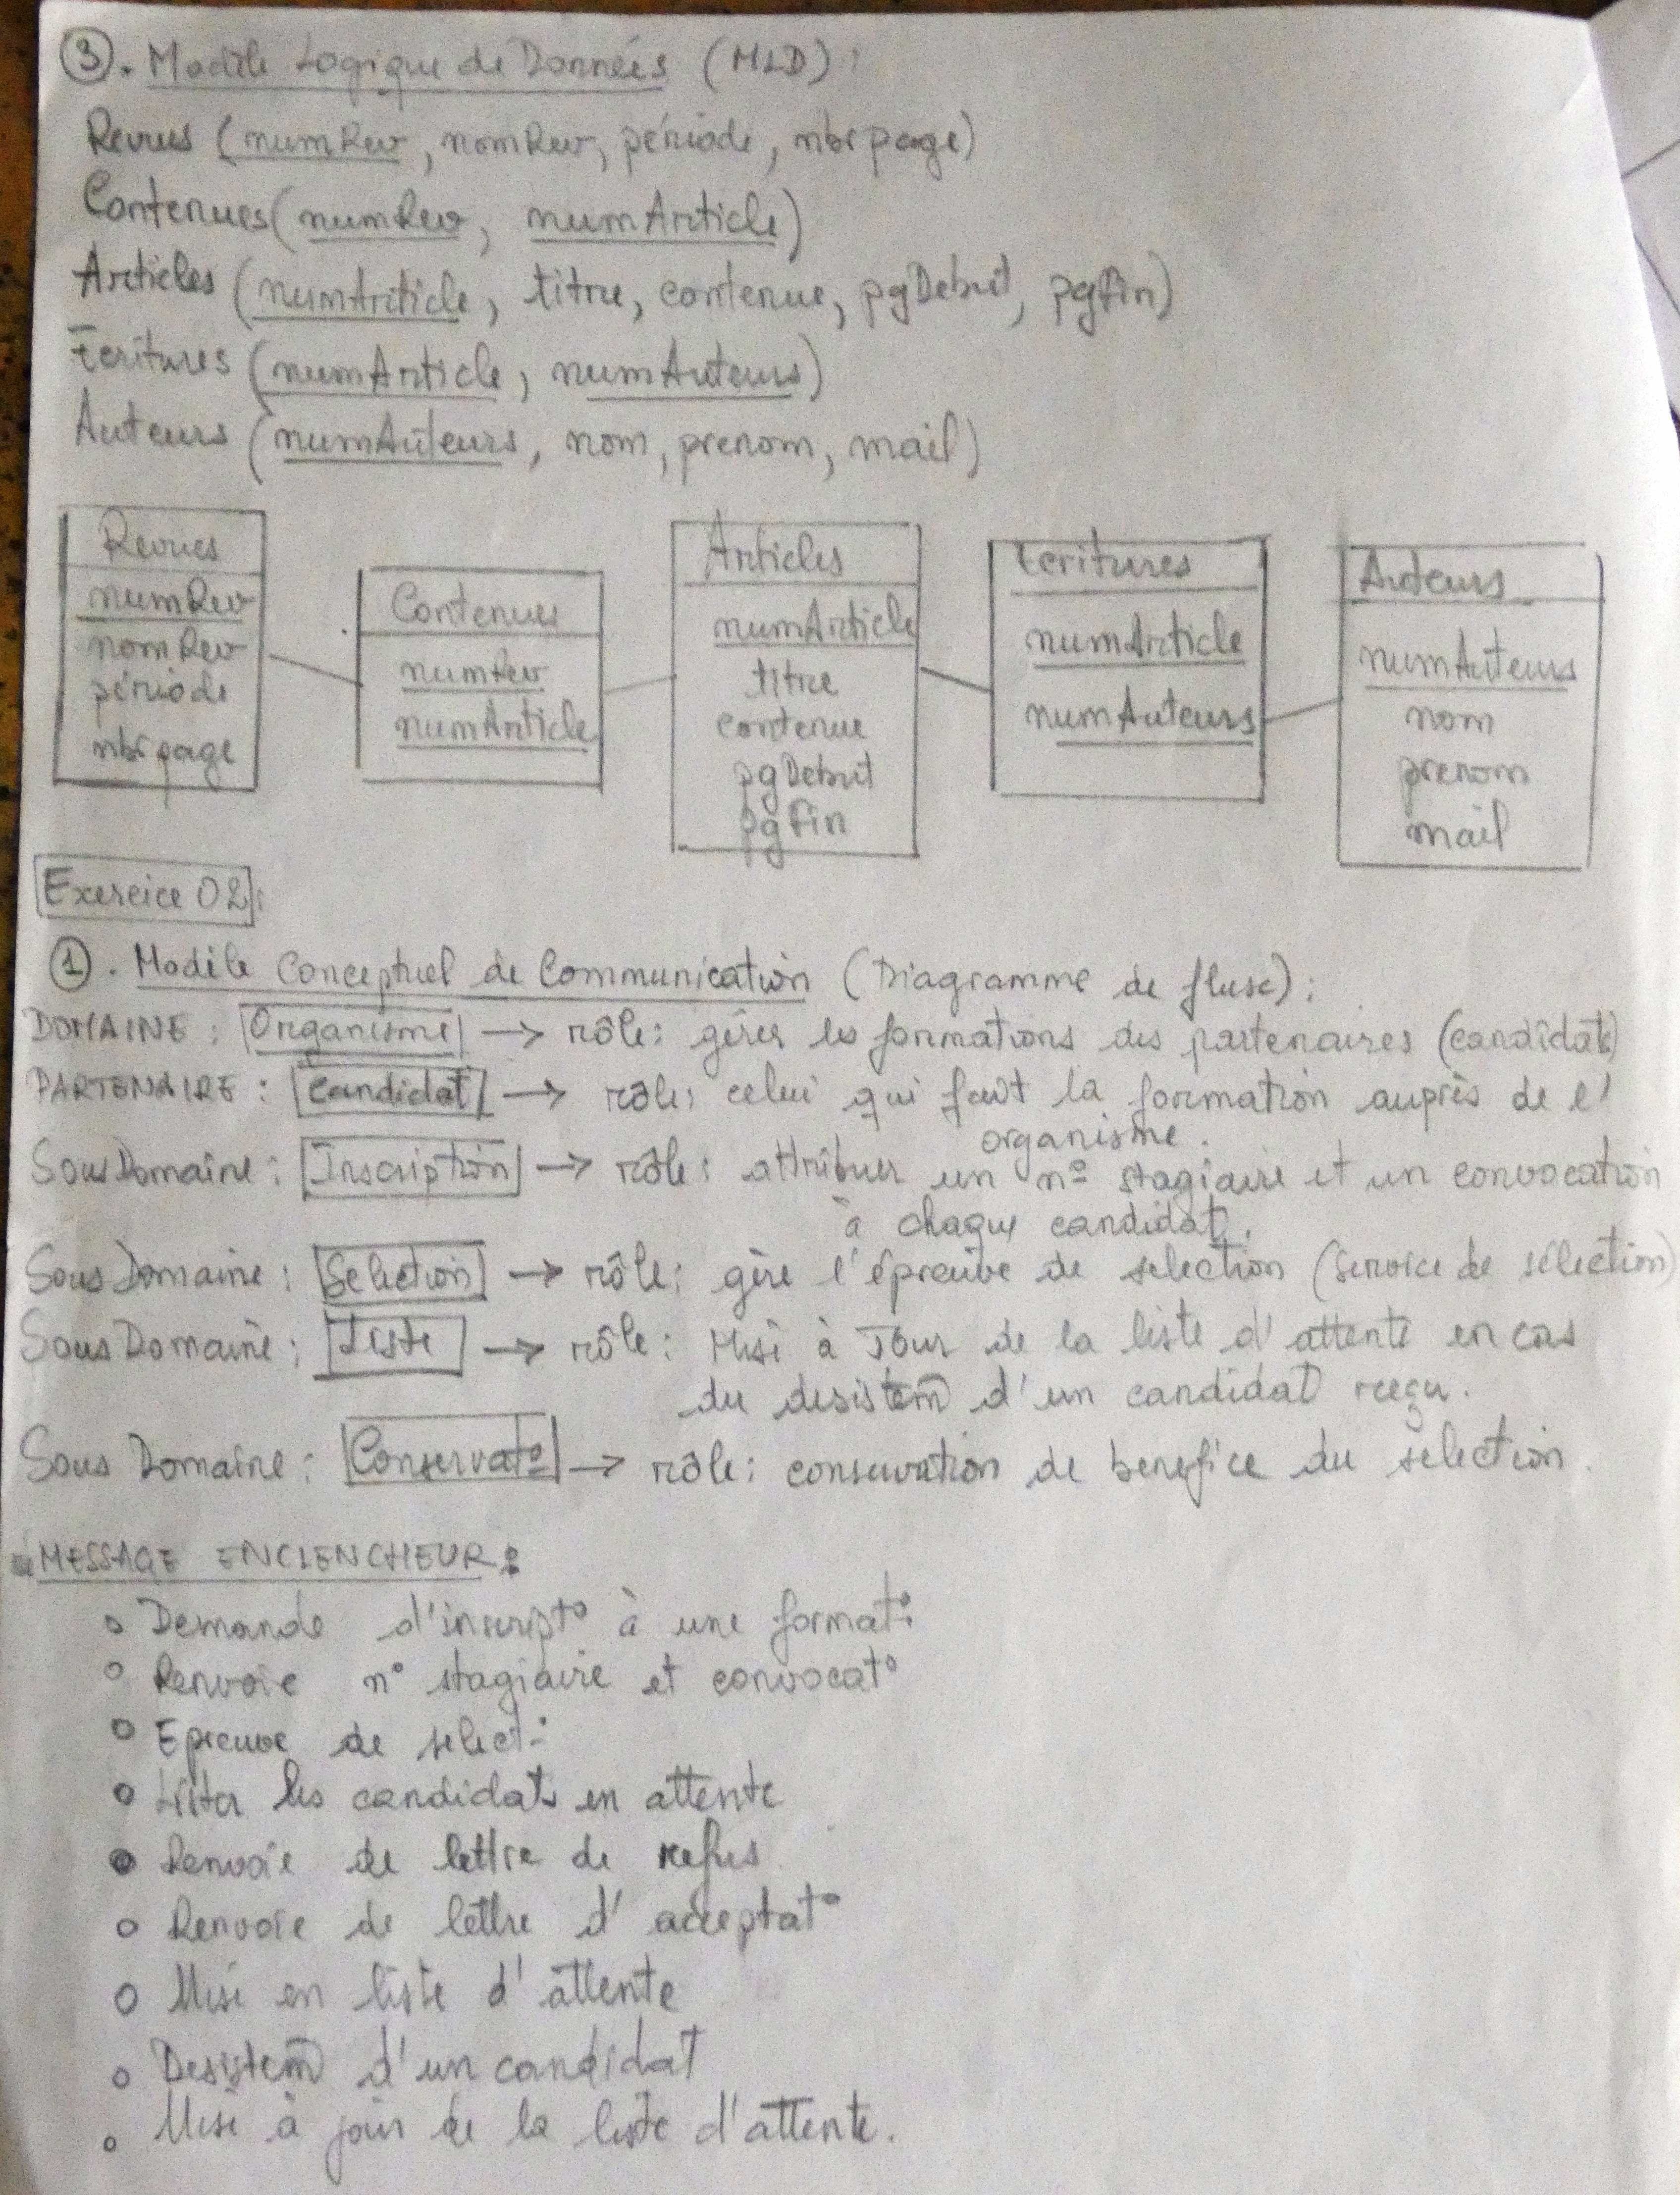 ③. Modèle Logique de Données (MLD) :
Revues (numRev, nomRev, période, nbrpage)
Contenues (numRev, numArticle)
Articles (numArticle, titre, contenue, pgDebut, pgFin)
Ecritures (numArticle, numAuteurs)
Auteurs (numAuteurs, nom, prenom, mail)
Revues
numRev
nomRev
période
nbrpage
Contenues
numRev
numArticle
Articles
numArticle
titre
contenue
pgDebut
pgFin
Ecritures
numArticle
numAuteurs
Auteurs
numAuteurs
nom
prenom
mail
Exercice 02 :
①. Modèle Conceptuel de Communication (Diagramme de flux) :
DOMAINE : Organisme → rôle : gérer les formations des partenaires (candidats)
PARTENAIRE : Candidat → rôle : celui qui fait la formation auprès de l'
organisme.
Sous Domaine : Inscription → rôle : attribuer un n° stagiaire et un convocation
à chaque candidat.
Sous Domaine : Selection → rôle : gère l'épreuve de selection (service de sélection)
Sous Domaine : Liste → rôle : Mise à Jour de la liste d'attente en cas
du desistem̄ d'un candidat reçu.
Sous Domaine : Conservat° → rôle : conservation de benefice du selection.
MESSAGE ENCLENCHEUR :
o Demande d'inscript° à une format°
o Renvoie n° stagiaire et convocat°
o Epreuve de select°
o Lister les candidats en attente
o Renvoie de lettre de refus
o Renvoie de lettre d'acceptat°
o Mise en liste d'attente
o Desistem̄ d'un candidat
o Mise à jour de la liste d'attente.